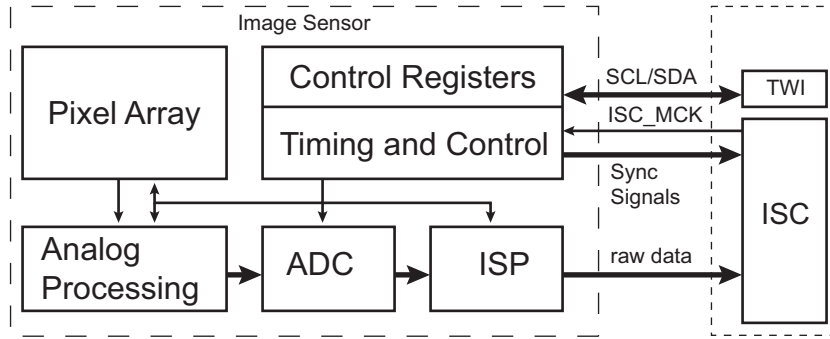 Image Sensor
Pixel Array
Control Registers
Timing and Control
SCL/SDA
TWI
ISC_MCK
Sync
Signals
ISC
Analog
Processing
ADC
ISP
raw data